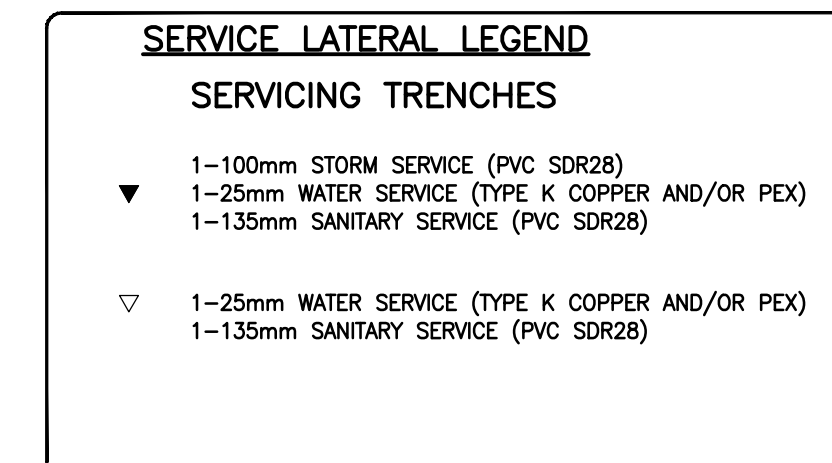 SERVICE LATERAL LEGEND
SERVICING TRENCHES
1-100mm STORM SERVICE (PVC SDR28)
1-25mm WATER SERVICE (TYPE K COPPER AND/OR PEX)
1-135mm SANITARY SERVICE (PVC SDR28)
1-25mm WATER SERVICE (TYPE K COPPER AND/OR PEX)
1-135mm SANITARY SERVICE (PVC SDR28)